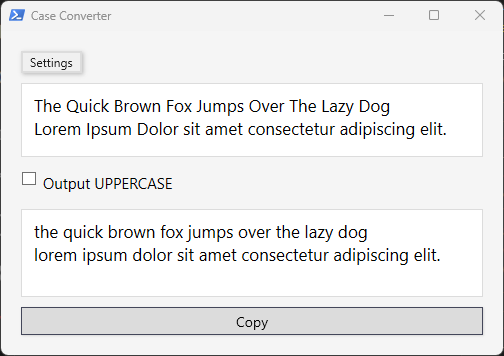 Case Converter
Settings
The Quick Brown Fox Jumps Over The Lazy Dog
Lorem Ipsum Dolor sit amet consectetur adipiscing elit.
Output UPPERCASE
the quick brown fox jumps over the lazy dog
lorem ipsum dolor sit amet consectetur adipiscing elit.
Copy